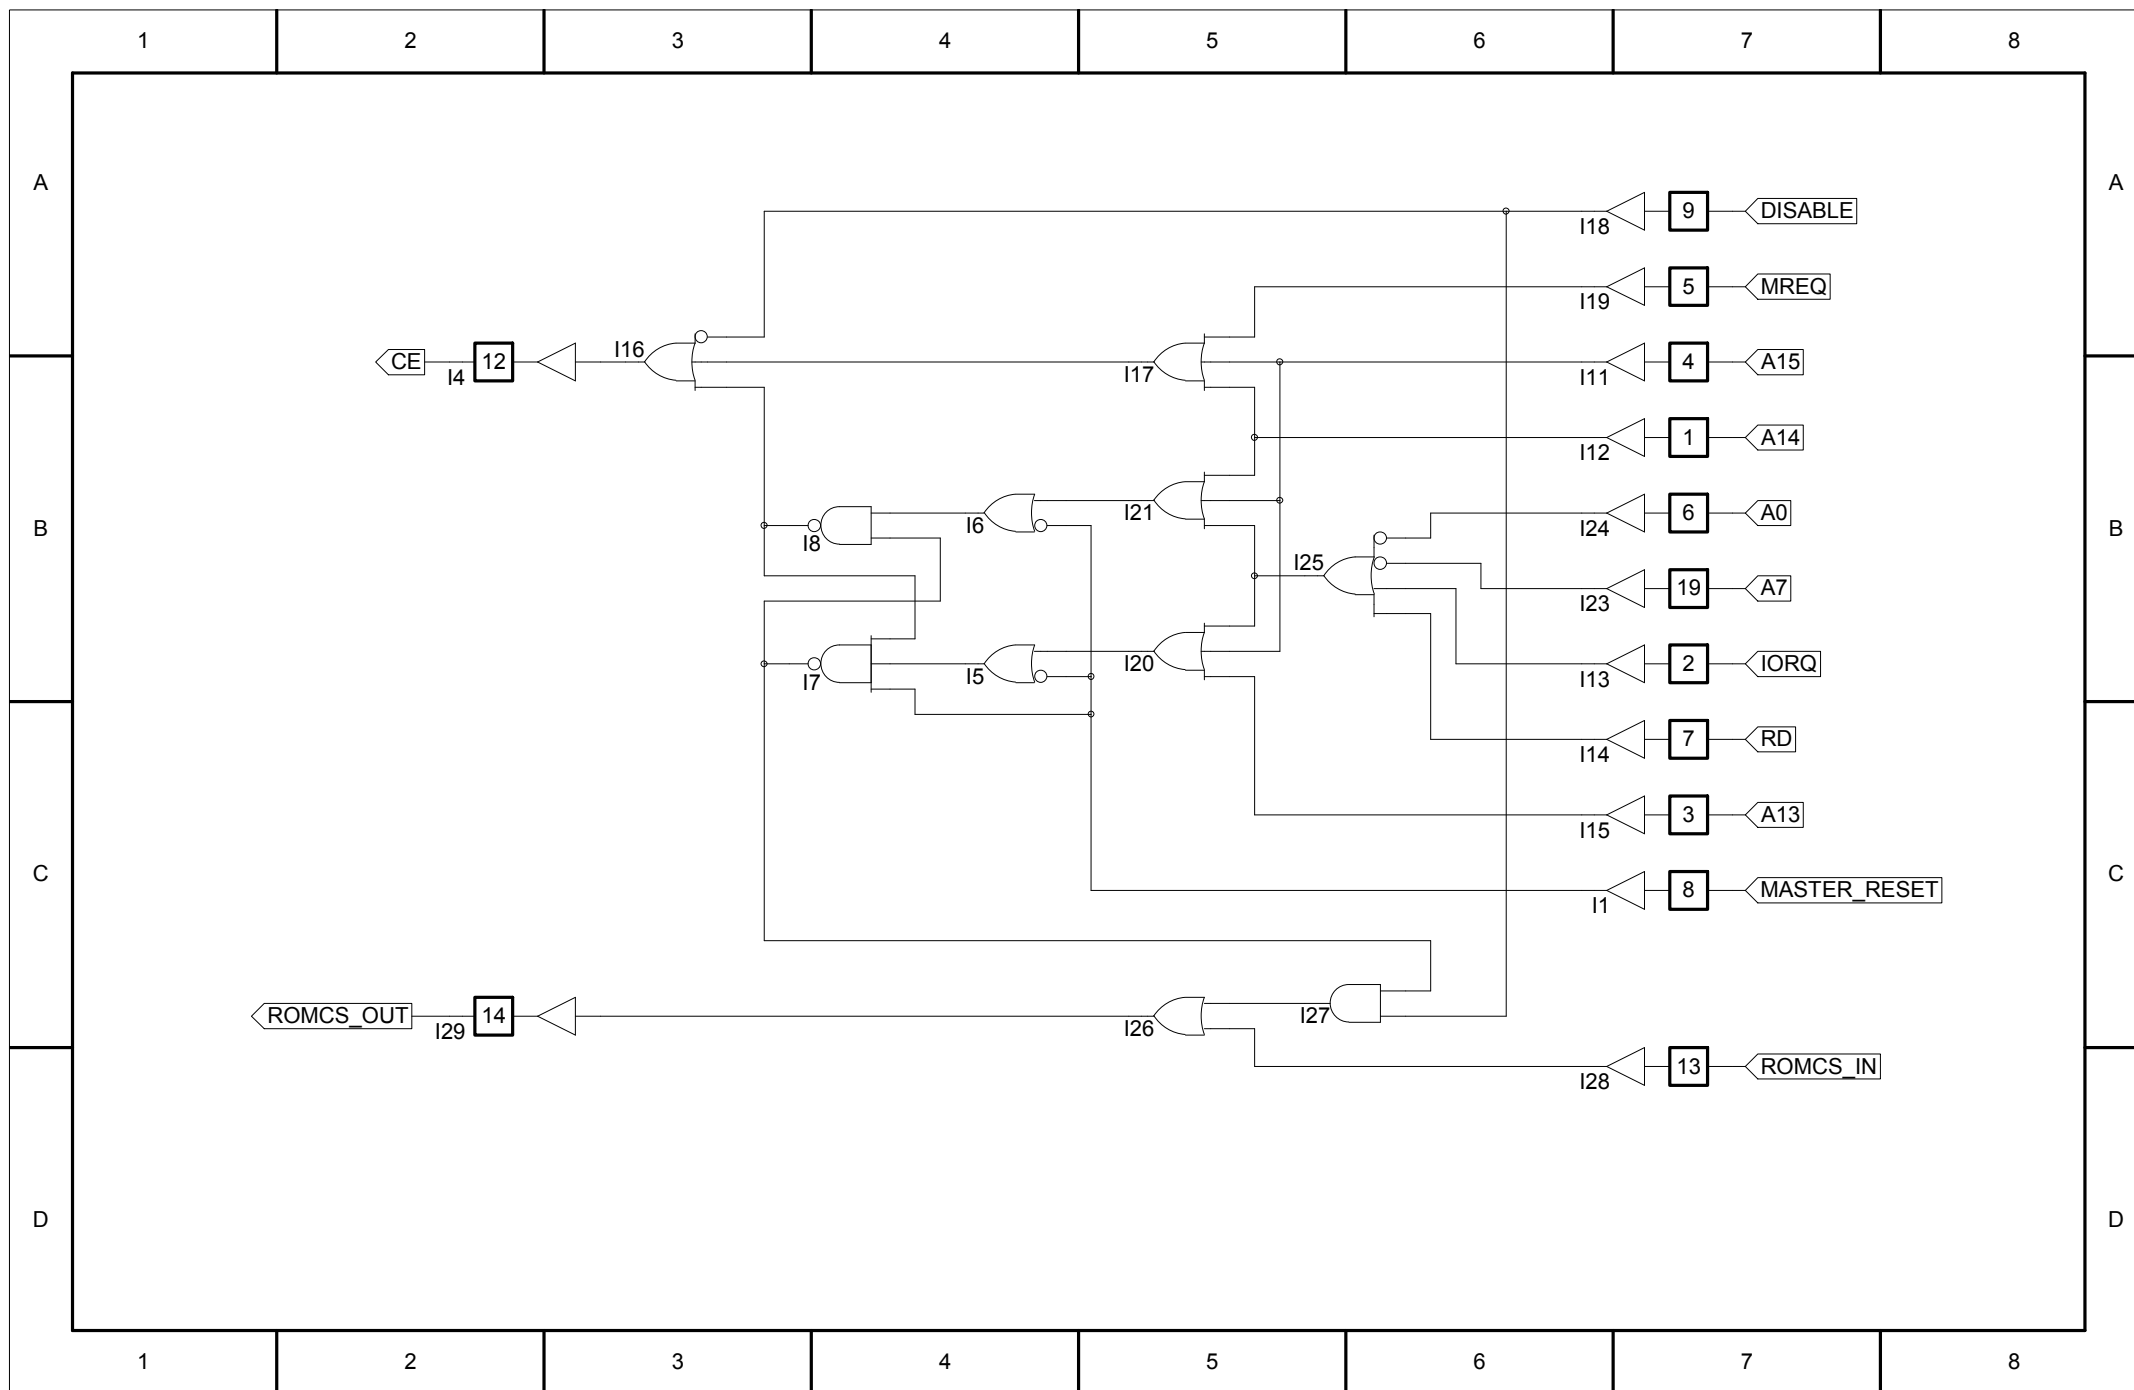 1 2 3 4 5 6 7 8
A A
I18 9 DISABLE
I19 5 MREQ
CE I4 12 I16 I17 I11 4 A15
I12 1 A14
B I8 I6 I21 I24 6 A0 B
I25 I23 19 A7
I7 I5 I20 I13 2 IORQ
I14 7 RD
I15 3 A13
C C
I1 8 MASTER_RESET
ROMCS_OUT I29 14 I26 I27
I28 13 ROMCS_IN
D D
1 2 3 4 5 6 7 8